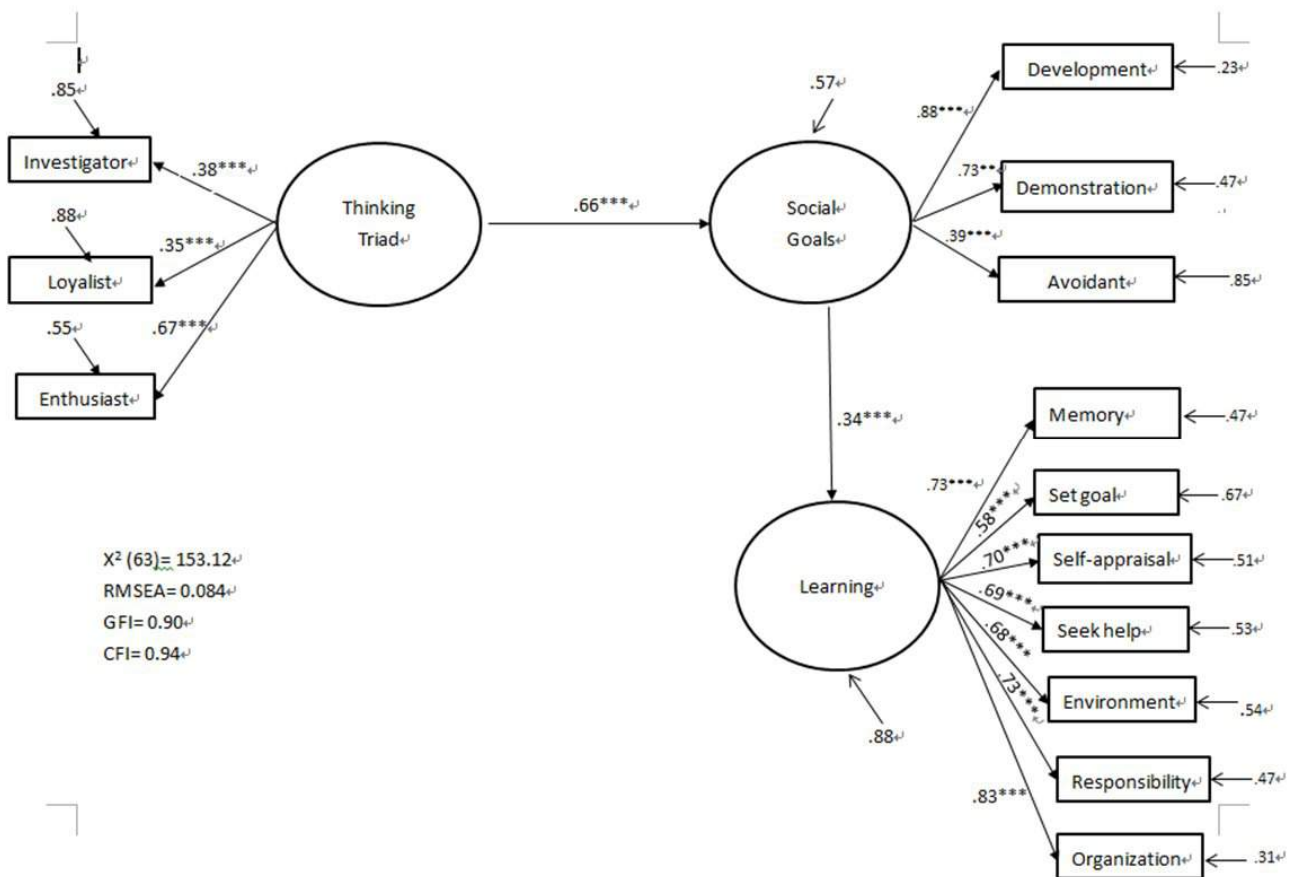 .85
Investigator
.38***
.88
Loyalist
.35***
.55
Enthusiast
.67***
Thinking
Triad
.66***
.57
Social
Goals
.88***
Development
.23
.73**
Demonstration
.47
.39***
Avoidant
.85
.34***
Learning
.88
.73***
Memory
.47
.58***
Set goal
.67
.70***
Self-appraisal
.51
.69***
Seek help
.53
.68***
Environment
.54
.73***
Responsibility
.47
.83***
Organization
.31
X² (63)= 153.12
RMSEA= 0.084
GFI= 0.90
CFI= 0.94